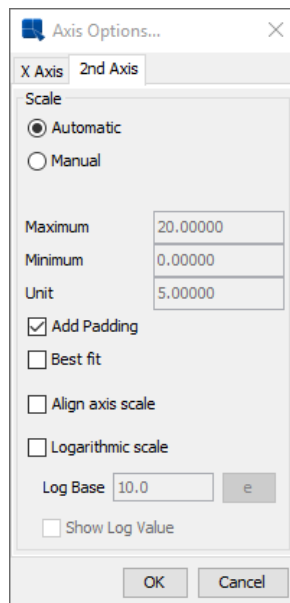 Axis Options...
X Axis 2nd Axis
Scale
Automatic
Manual
Maximum 20.00000
Minimum 0.00000
Unit 5.00000
Add Padding
Best fit
Align axis scale
Logarithmic scale
Log Base 10.0 e
Show Log Value
OK Cancel